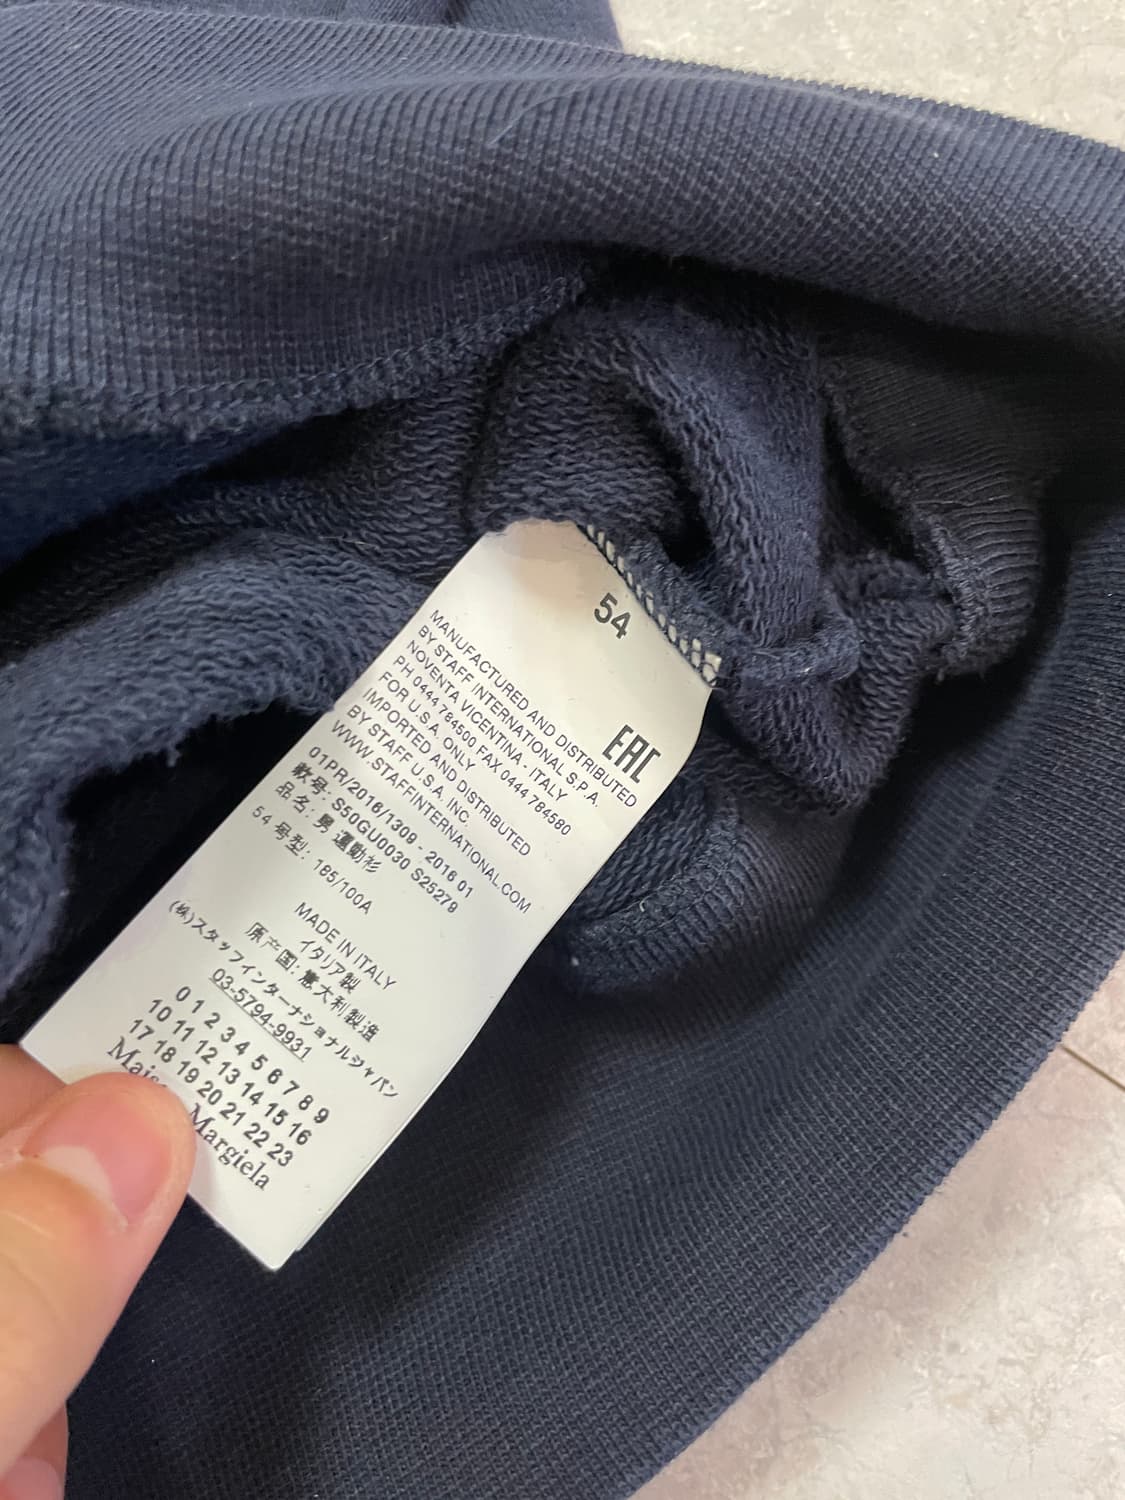 54
EAC
MANUFACTURED AND DISTRIBUTED
BY STAFF INTERNATIONAL S.P.A.
NOVENTA VICENTINA - ITALY
PH 0444 784500 FAX 0444 784580
FOR U.S.A. ONLY
IMPORTED AND DISTRIBUTED
BY STAFF U.S.A. INC.
WWW.STAFFINTERNATIONAL.COM
01PR/2016/1309 - 2016 01
款号: S50GU0030 S25279
品名: 男 運動衫
54 号型: 185/100A
MADE IN ITALY
イタリア製
原产国: 意大利製造
(株)スタッフインターナショナルジャパン
03-5794-9931
0 1 2 3 4 5 6 7 8 9
10 11 12 13 14 15 16
17 18 19 20 21 22 23
Margiela